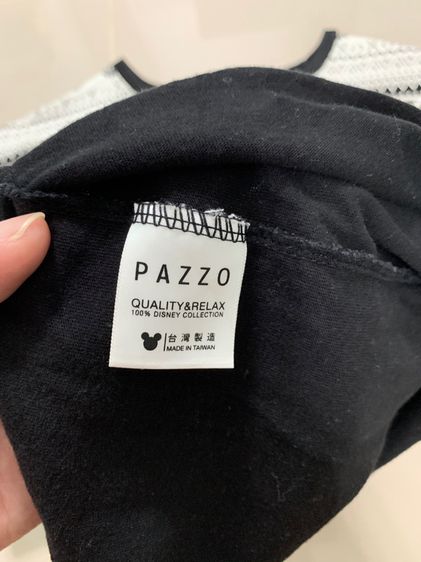 PAZZO
QUALITY&RELAX
100% DISNEY COLLECTION
台灣製造
MADE IN TAIWAN